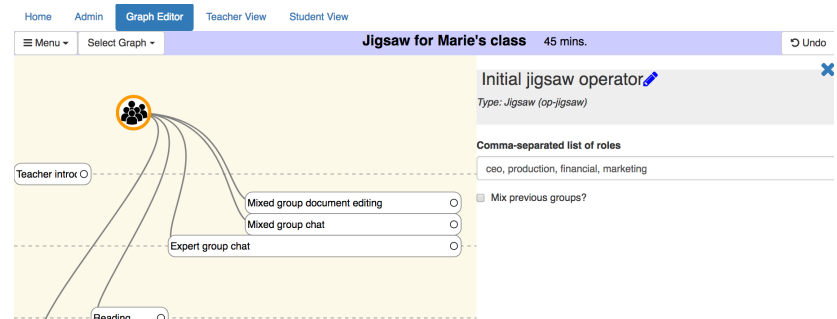 Home Admin Graph Editor Teacher View Student View
Menu Select Graph Jigsaw for Marie's class 45 mins. Undo
Initial jigsaw operator
Type: Jigsaw (op-jigsaw)
Comma-separated list of roles
ceo, production, financial, marketing
Mix previous groups?
Teacher introc
Mixed group document editing
Mixed group chat
Expert group chat
Reading